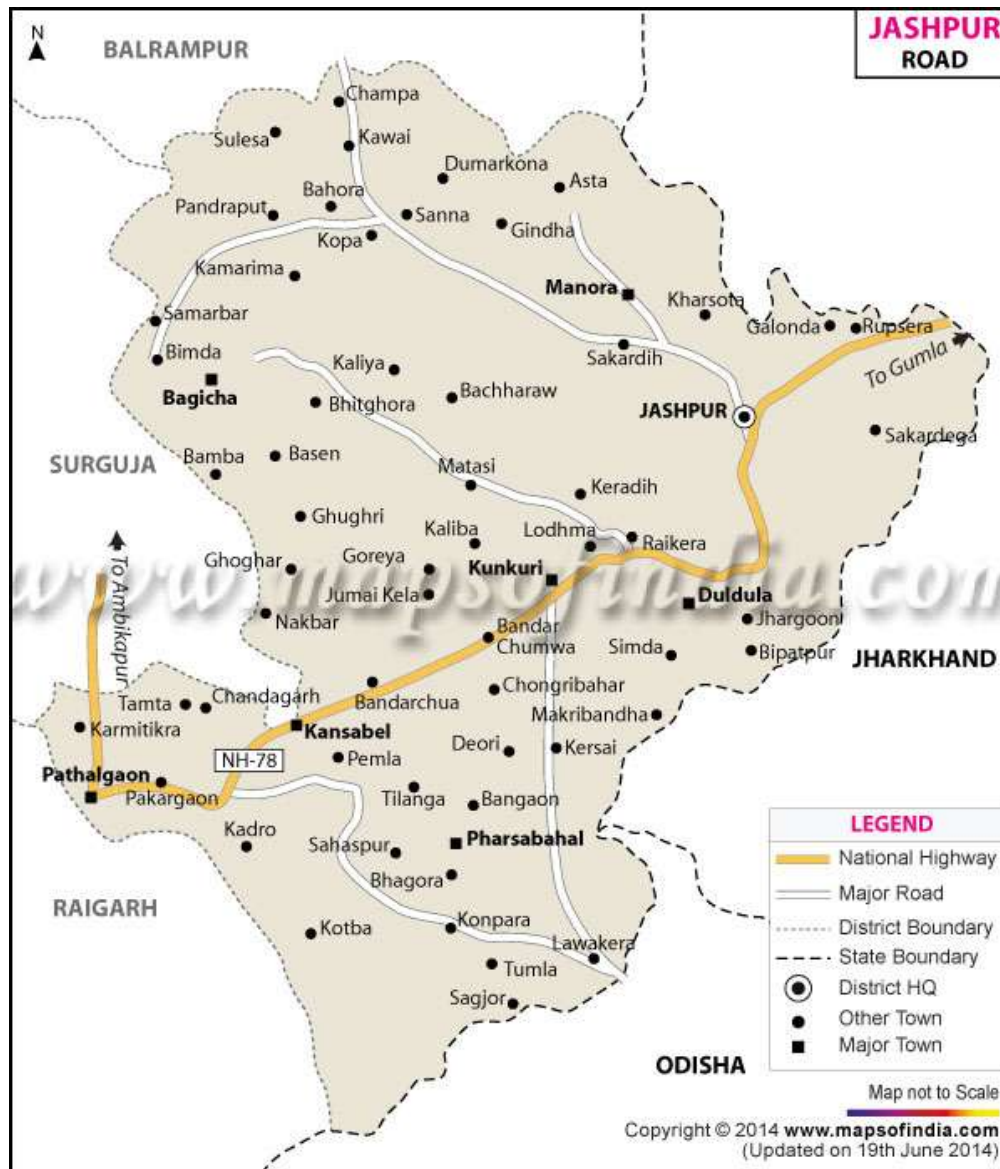 N
JASHPUR
ROAD
BALRAMPUR
Champa
Sulesa
Kawai
Dumarkona
Asta
Bahora
Pandraput
Sanna
Gindha
Kopa
Kamarima
Manora
Kharsota
Samarbar
Galonda
Rupsera
Sakardih
To Gumla
Bimda
Kaliya
Bagicha
Bhitghora
Bachharaw
JASHPUR
Sakardega
SURGUJA
Bamba
Basen
Matasi
Keradih
Ghughri
Kaliba
Lodhma
Raikera
Ghoghar
Goreya
Kunkuri
www.mapsofindia.com
To Ambikapur
Jumai Kela
Duldula
Nakbar
Bandar
Chumwa
Jhargoon
Simda
Bipatpur
JHARKHAND
Tamta
Chandagarh
Bandarchua
Chongribahar
Karmitikra
Kansabel
Makribandha
NH-78
Pemla
Deori
Kersai
Pathalgaon
Pakargaon
Tilanga
Bangaon
Kadro
Sahaspur
Pharsabahal
Bhagora
RAIGARH
Kotba
Konpara
Lawakera
Tumla
Sagjor
ODISHA
LEGEND
National Highway
Major Road
District Boundary
State Boundary
District HQ
Other Town
Major Town
Map not to Scale
Copyright © 2014 www.mapsofindia.com
(Updated on 19th June 2014)